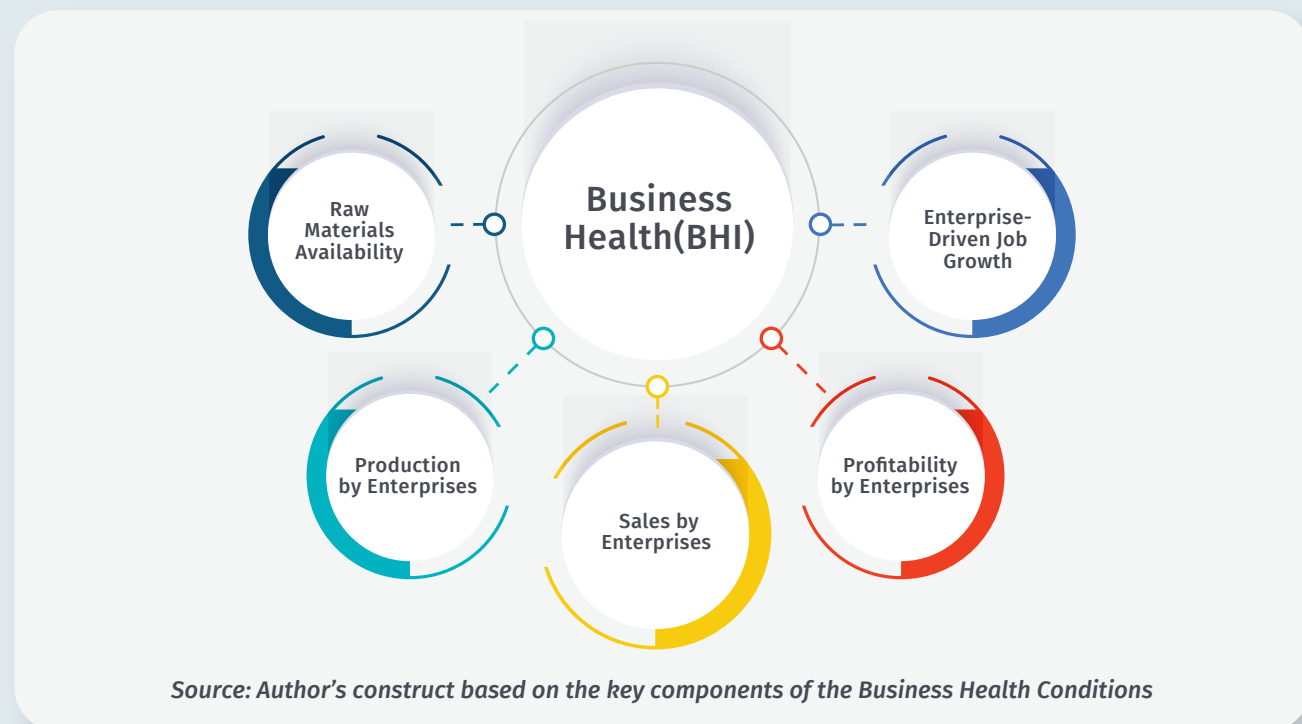 Business
Health(BHI)
Raw
Materials
Availability
Enterprise-
Driven Job
Growth
Production
by Enterprises
Sales by
Enterprises
Profitability
by Enterprises
Source: Author’s construct based on the key components of the Business Health Conditions